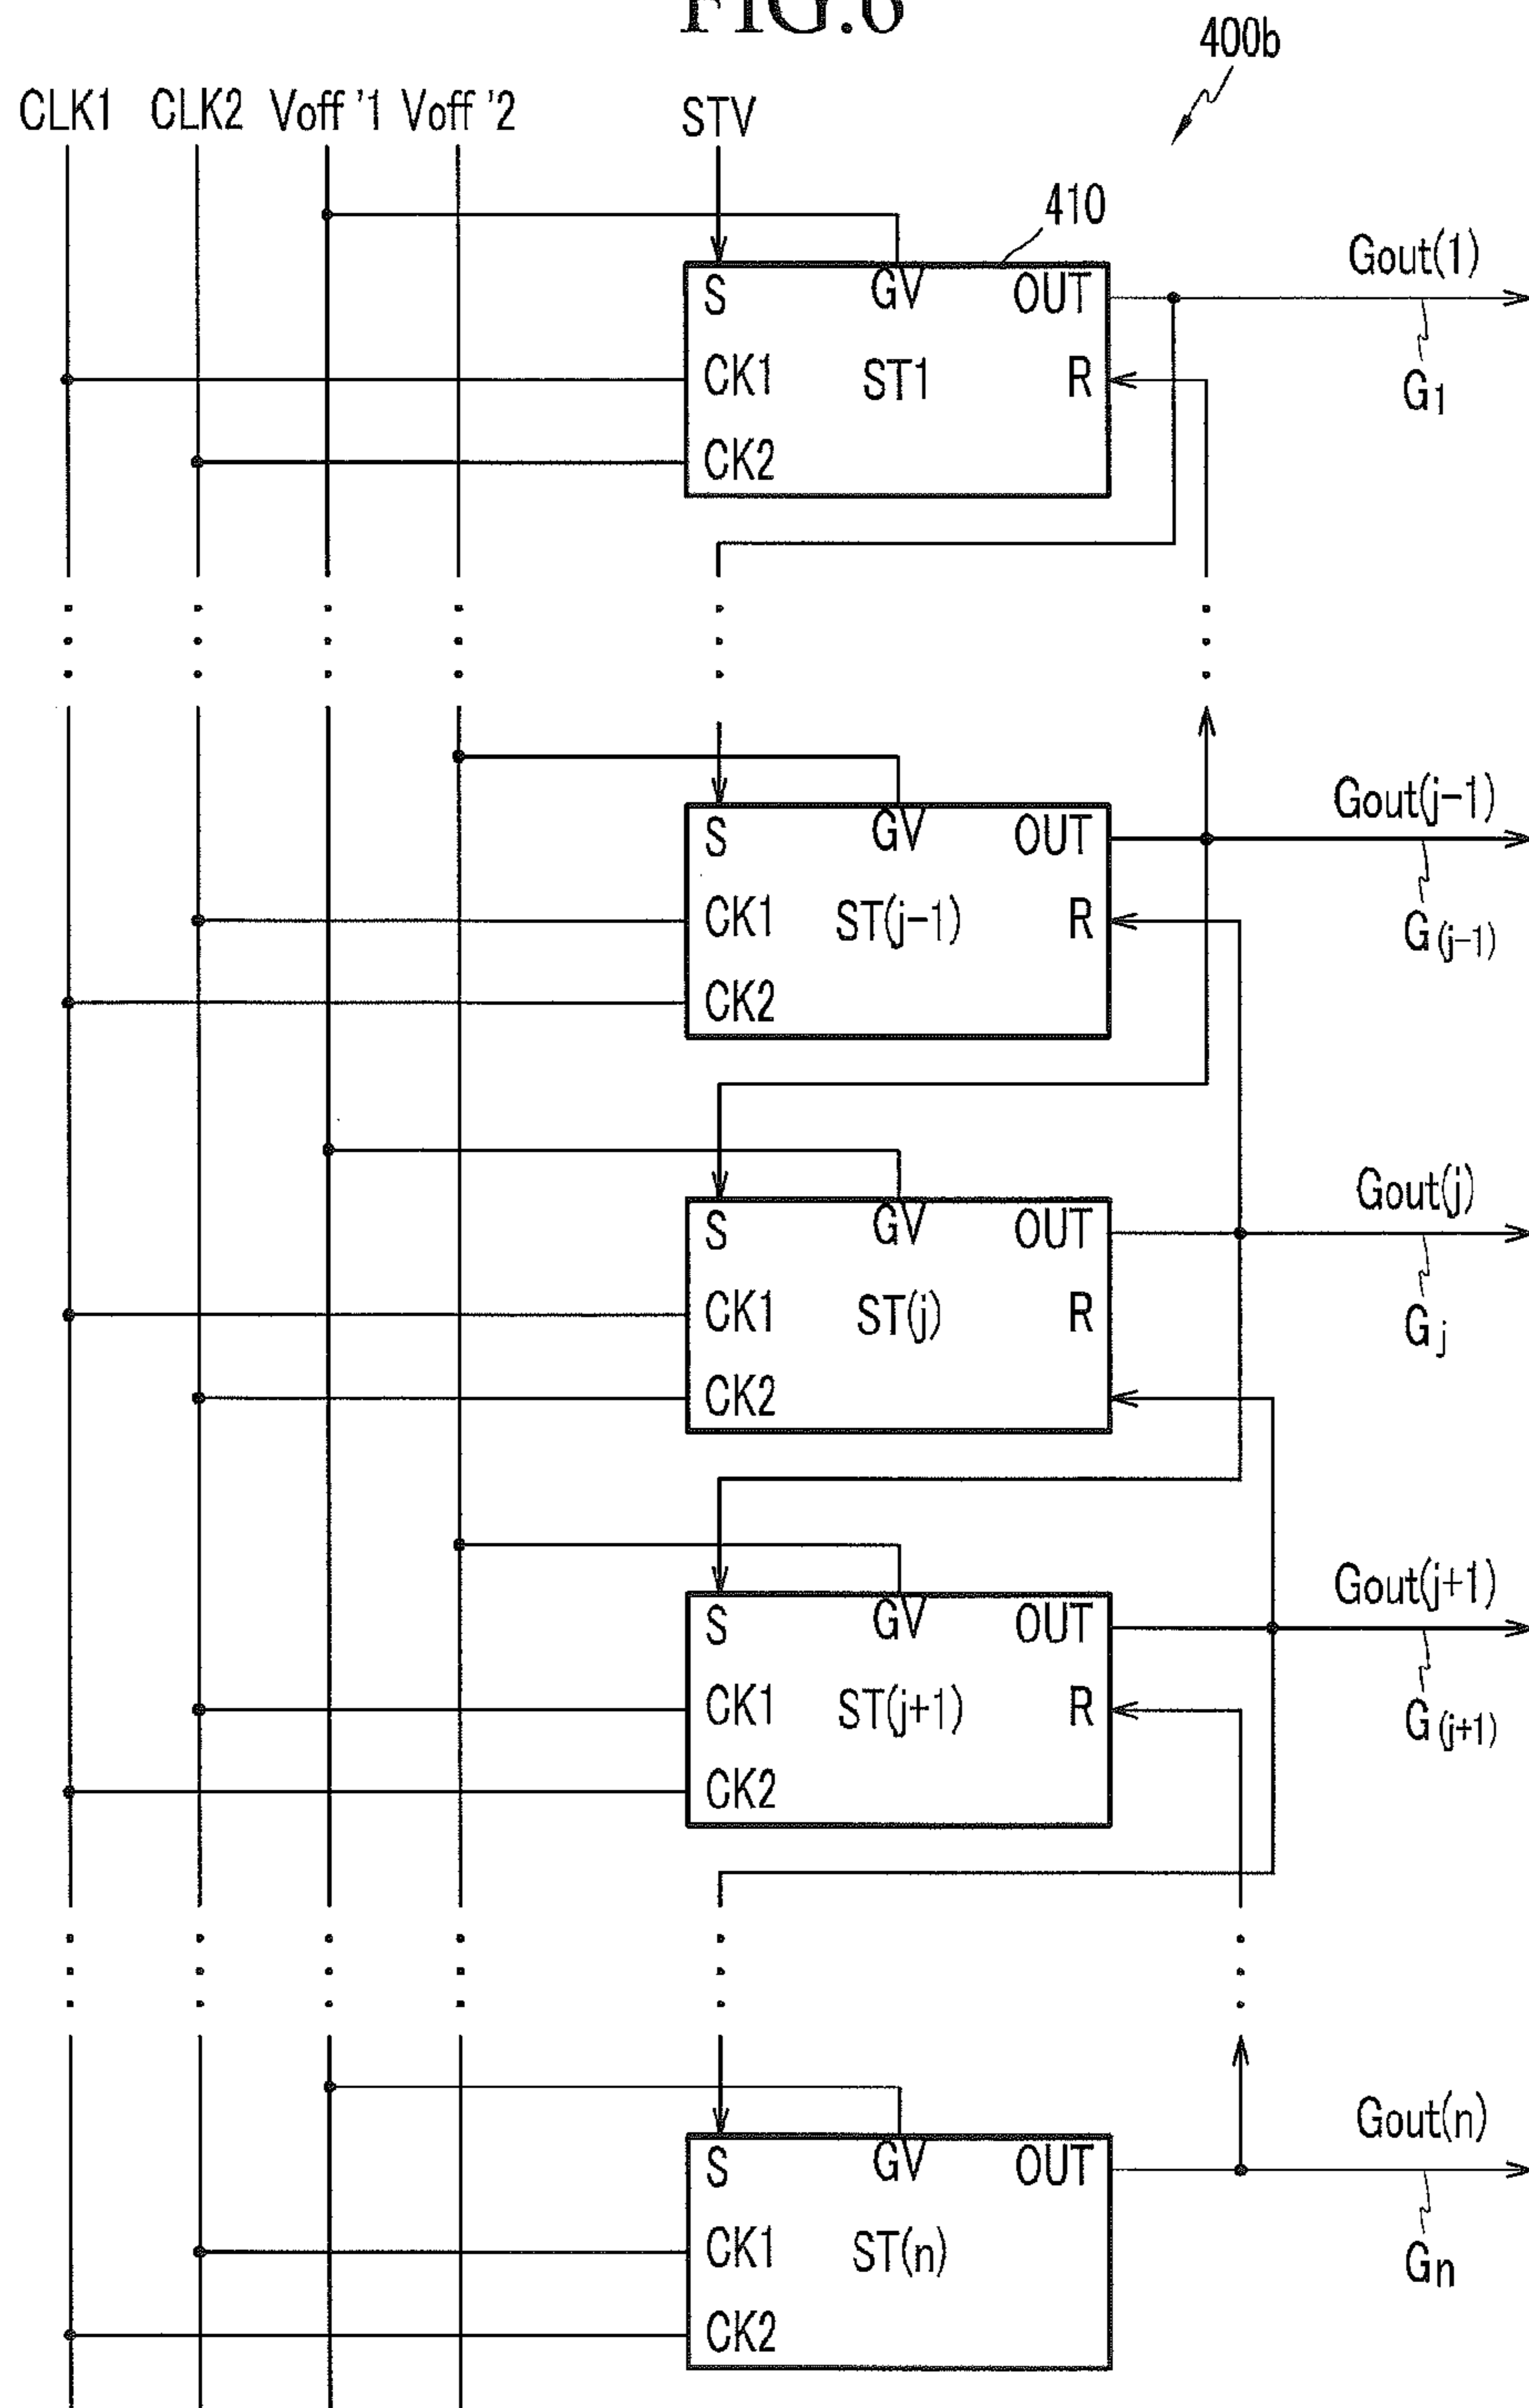 FIG.6
400b
CLK1 CLK2 Voff '1 Voff '2 STV
410
S GV OUT Gout(1)
CK1 ST1 R G1
CK2
S GV OUT Gout(j-1)
CK1 ST(j-1) R G(j-1)
CK2
S GV OUT Gout(j)
CK1 ST(j) R Gj
CK2
S GV OUT Gout(j+1)
CK1 ST(j+1) R G(j+1)
CK2
S GV OUT Gout(n)
CK1 ST(n) Gn
CK2